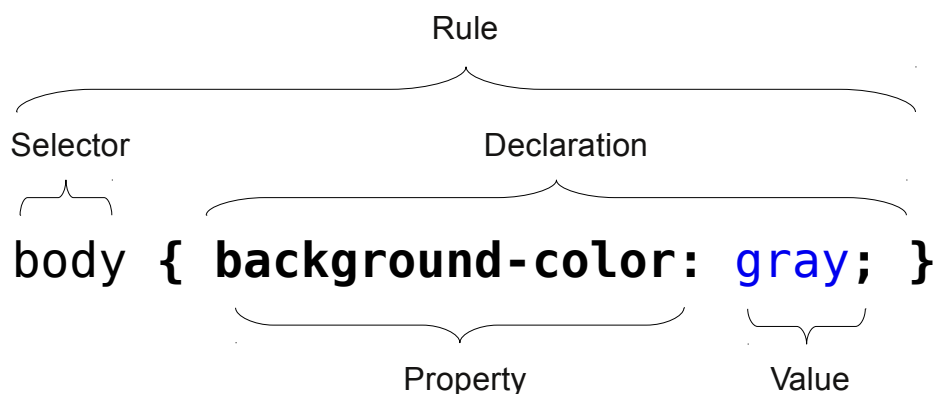 Rule
Selector Declaration
body { background-color: gray; }
Property Value